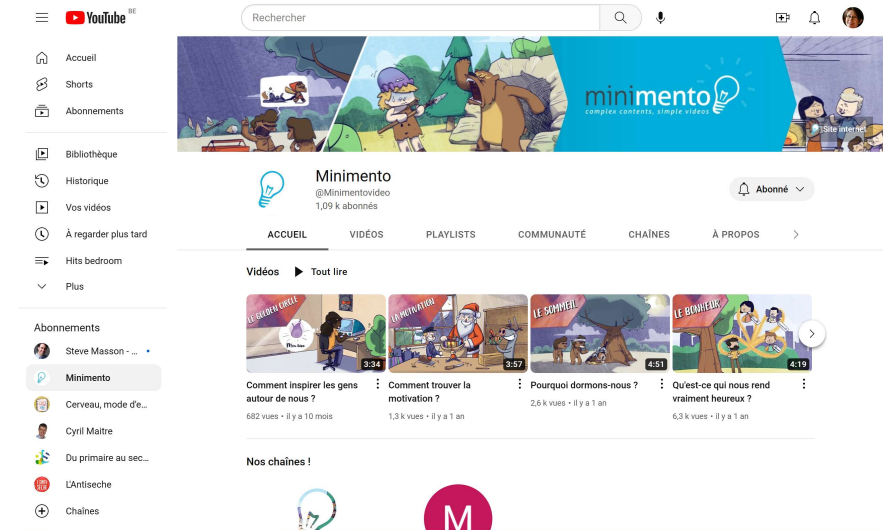 YouTube BE
Rechercher
Accueil
Shorts
Abonnements
Bibliothèque
Historique
Vos vidéos
À regarder plus tard
Hits bedroom
Plus
Abonnements
Steve Masson - ...
Minimento
Cerveau, mode d'e...
Cyril Maitre
Du primaire au sec...
L'Antiseche
Chaînes
minimento
complex contents, simple videos
Site internet
Minimento
@Minimentovideo
1,09 k abonnés
Abonné
ACCUEIL VIDÉOS PLAYLISTS COMMUNAUTÉ CHAÎNES À PROPOS
Vidéos Tout lire
LE GOLDEN CIRCLE
3:34
Comment inspirer les gens
autour de nous ?
682 vues • il y a 10 mois
LA MOTIVATION
3:57
Comment trouver la
motivation ?
1,3 k vues • il y a 1 an
LE SOMMEIL
4:51
Pourquoi dormons-nous ?
2,6 k vues • il y a 1 an
LE BONHEUR
4:19
Qu'est-ce qui nous rend
vraiment heureux ?
6,3 k vues • il y a 1 an
Nos chaînes !
M